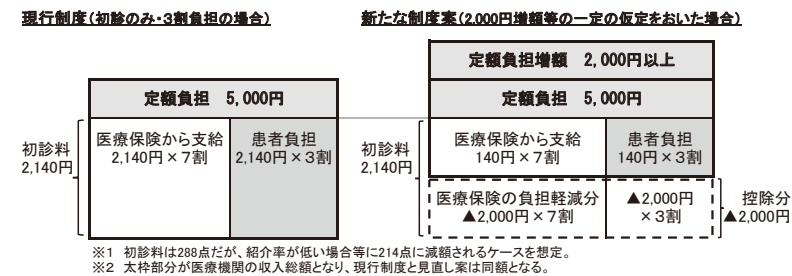 現行制度(初診のみ・3割負担の場合)
定額負担 5,000円
初診料
2,140円
医療保険から支給
2,140円×7割
患者負担
2,140円×3割
新たな制度案(2,000円増額等の一定の仮定をおいた場合)
定額負担増額 2,000円以上
定額負担 5,000円
初診料
2,140円
医療保険から支給
140円×7割
患者負担
140円×3割
医療保険の負担軽減分
▲2,000円×7割
▲2,000円
×3割
控除分
▲2,000円
※1 初診料は288点だが、紹介率が低い場合等に214点に減額されるケースを想定。
※2 太枠部分が医療機関の収入総額となり、現行制度と見直し案は同額となる。